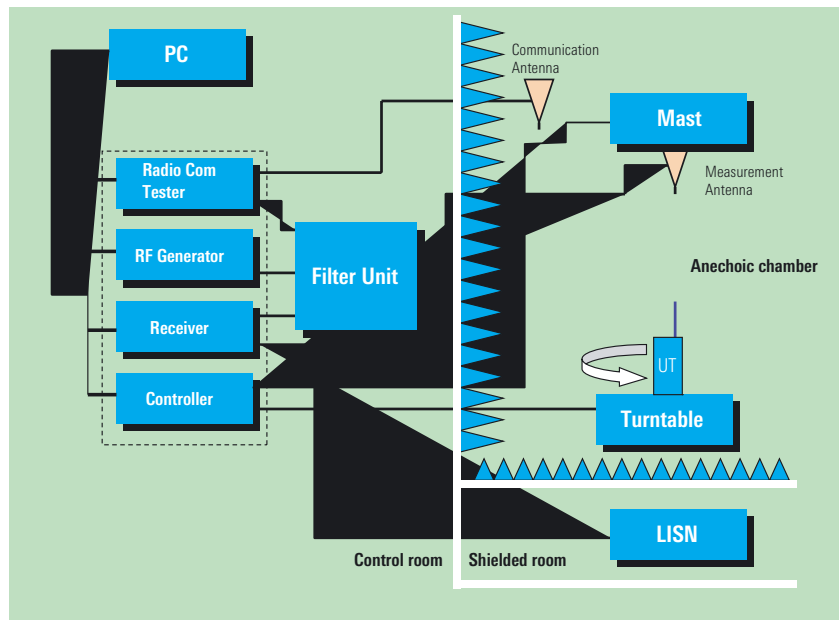 PC
Communication
Antenna
Mast
Radio Com
Tester
Measurement
Antenna
RF Generator
Filter Unit
Anechoic chamber
Receiver
UT
Controller
Turntable
Control room
Shielded room
LISN